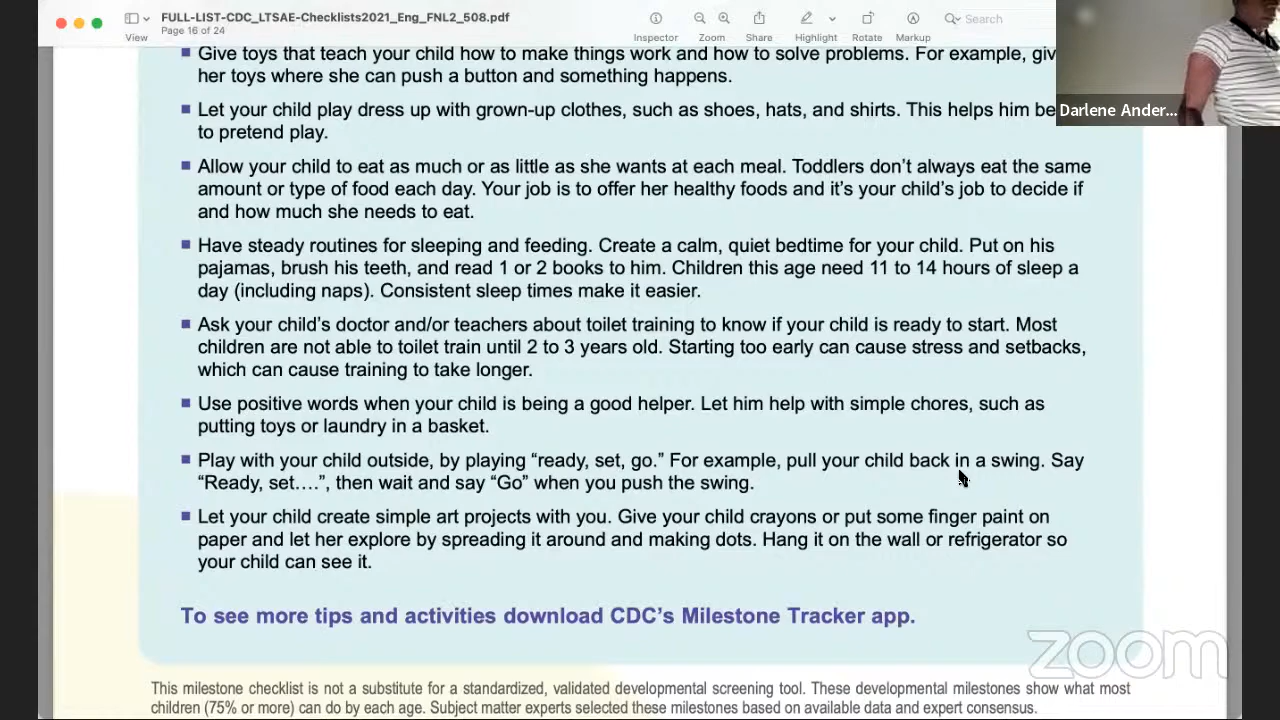 FULL-LIST-CDC_LTSAE-Checklists2021_Eng_FNL2_508.pdf
Page 16 of 24
View
Inspector
Zoom
Share
Highlight
Rotate
Markup
Search
Give toys that teach your child how to make things work and how to solve problems. For example,
her toys where she can push a button and something happens.
Let your child play dress up with grown-up clothes, such as shoes, hats, and shirts. This helps him
to pretend play.
Allow your child to eat as much or as little as she wants at each meal. Toddlers don’t always eat the same
amount or type of food each day. Your job is to offer her healthy foods and it’s your child’s job to decide if
and how much she needs to eat.
Have steady routines for sleeping and feeding. Create a calm, quiet bedtime for your child. Put on his
pajamas, brush his teeth, and read 1 or 2 books to him. Children this age need 11 to 14 hours of sleep a
day (including naps). Consistent sleep times make it easier.
Ask your child’s doctor and/or teachers about toilet training to know if your child is ready to start. Most
children are not able to toilet train until 2 to 3 years old. Starting too early can cause stress and setbacks,
which can cause training to take longer.
Use positive words when your child is being a good helper. Let him help with simple chores, such as
putting toys or laundry in a basket.
Play with your child outside, by playing “ready, set, go.” For example, pull your child back in a swing. Say
“Ready, set....”, then wait and say “Go” when you push the swing.
Let your child create simple art projects with you. Give your child crayons or put some finger paint on
paper and let her explore by spreading it around and making dots. Hang it on the wall or refrigerator so
your child can see it.
To see more tips and activities download CDC’s Milestone Tracker app.
This milestone checklist is not a substitute for a standardized, validated developmental screening tool. These developmental milestones show what most
children (75% or more) can do by each age. Subject matter experts selected these milestones based on available data and expert consensus.
Darlene Ander...
zoom